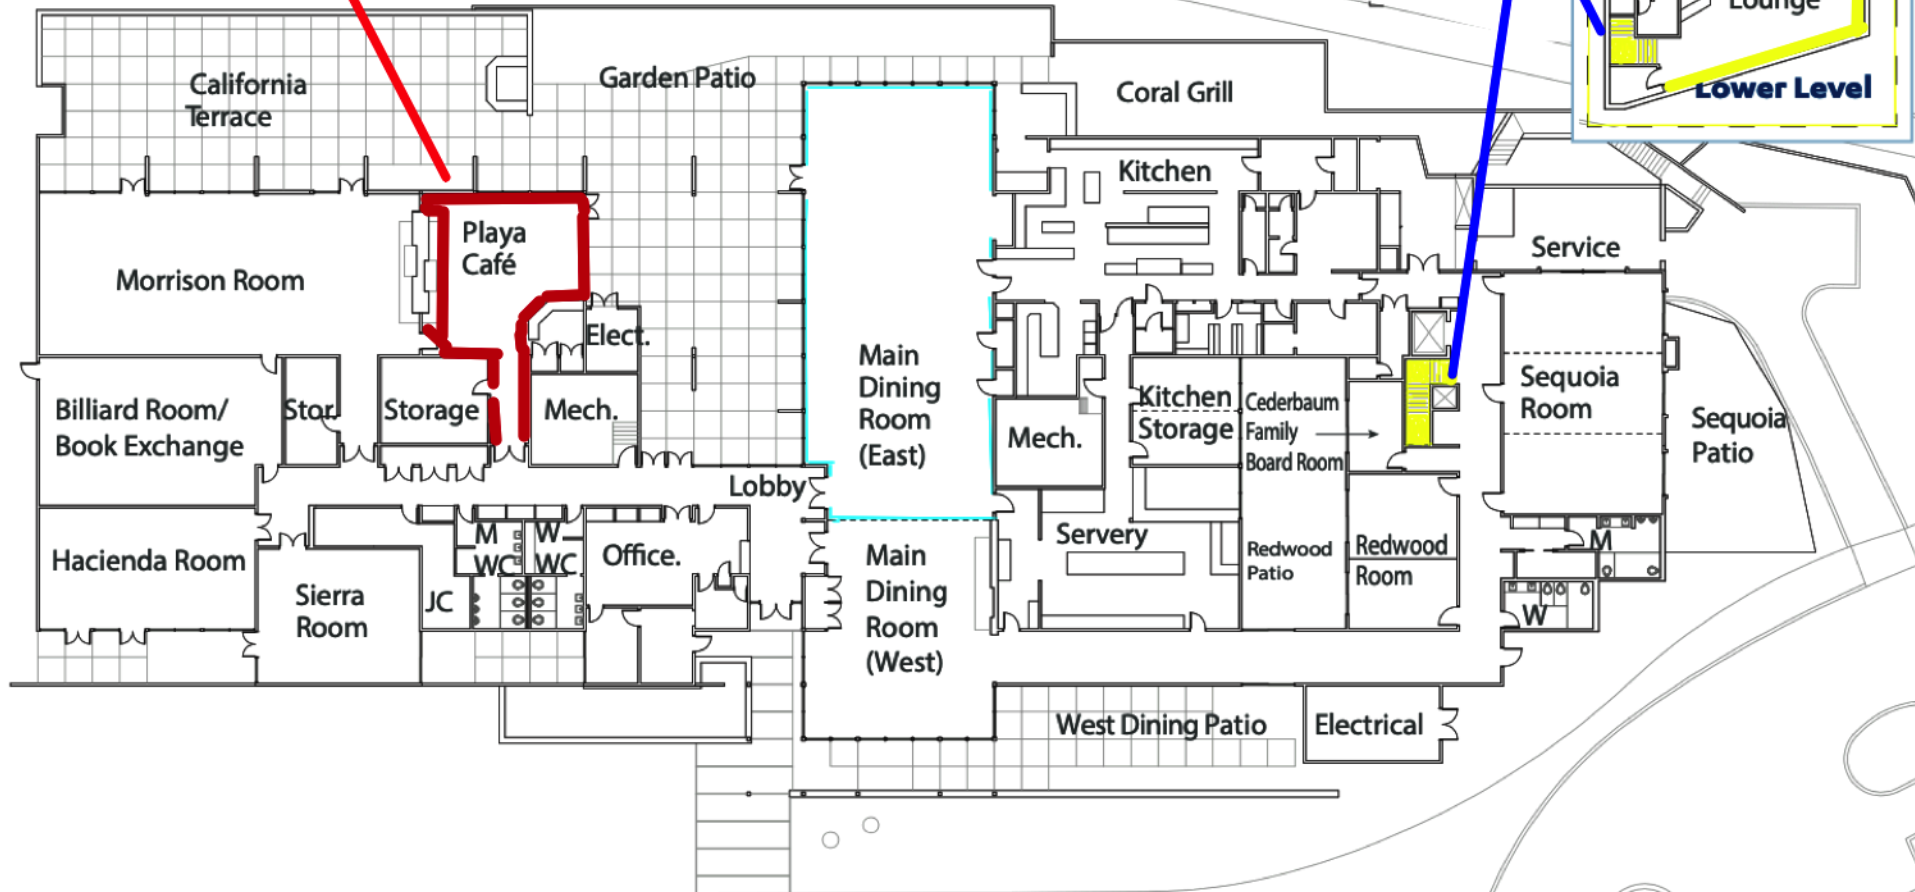 Lounge
Lower Level
California
Terrace
Garden Patio
Coral Grill
Kitchen
Playa
Café
Morrison Room
Service
Elect.
Main
Dining
Room
(East)
Billiard Room/
Book Exchange
Stor.
Storage
Mech.
Mech.
Kitchen
Storage
Cederbaum
Family
Board Room
Sequoia
Room
Sequoia
Patio
Lobby
Hacienda Room
Sierra
Room
JC
M
WC
W
WC
Office.
Main
Dining
Room
(West)
Servery
Redwood
Patio
Redwood
Room
M
W
West Dining Patio
Electrical